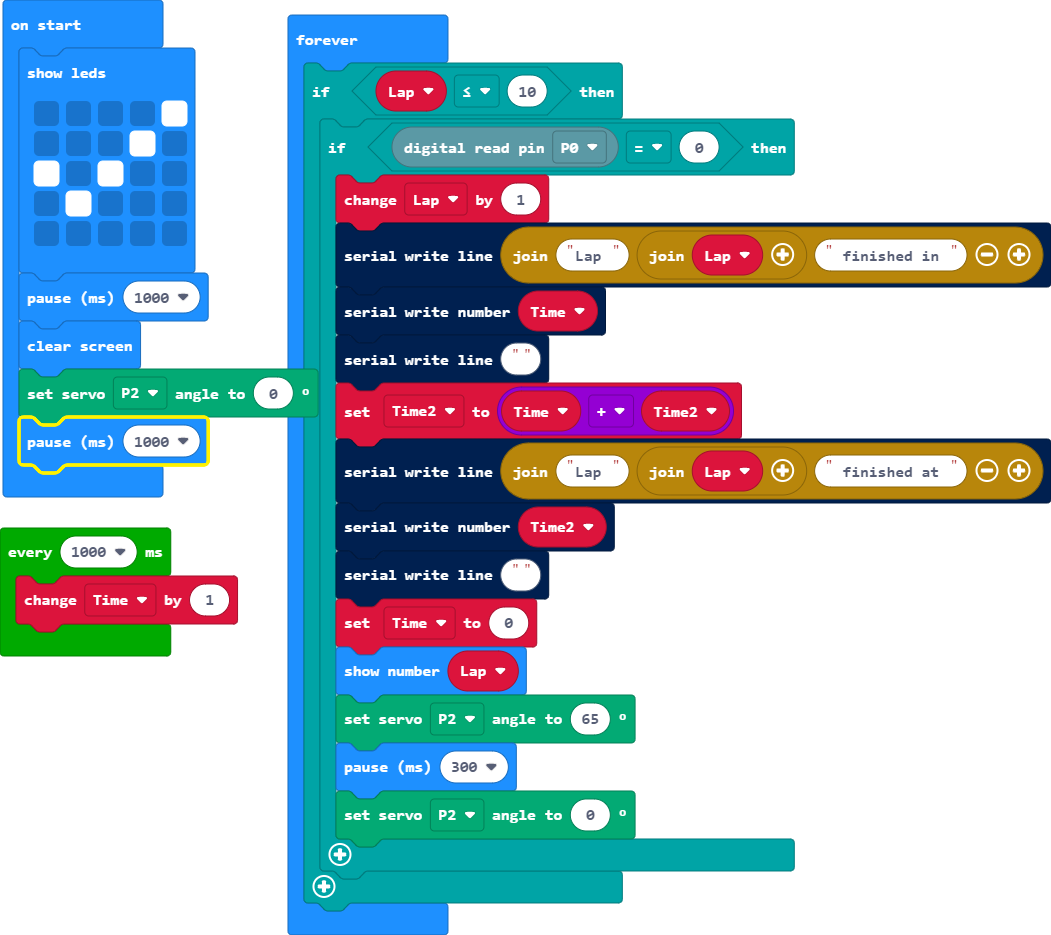 on start
show leds
pause (ms) 1000
clear screen
set servo P2 angle to 0 °
pause (ms) 1000
every 1000 ms
change Time by 1
forever
if Lap ≤ 10 then
if digital read pin P0 = 0 then
change Lap by 1
serial write line join "Lap " join Lap " finished in "
serial write number Time
serial write line " "
set Time2 to Time + Time2
serial write line join "Lap " join Lap " finished at "
serial write number Time2
serial write line " "
set Time to 0
show number Lap
set servo P2 angle to 65 °
pause (ms) 300
set servo P2 angle to 0 °